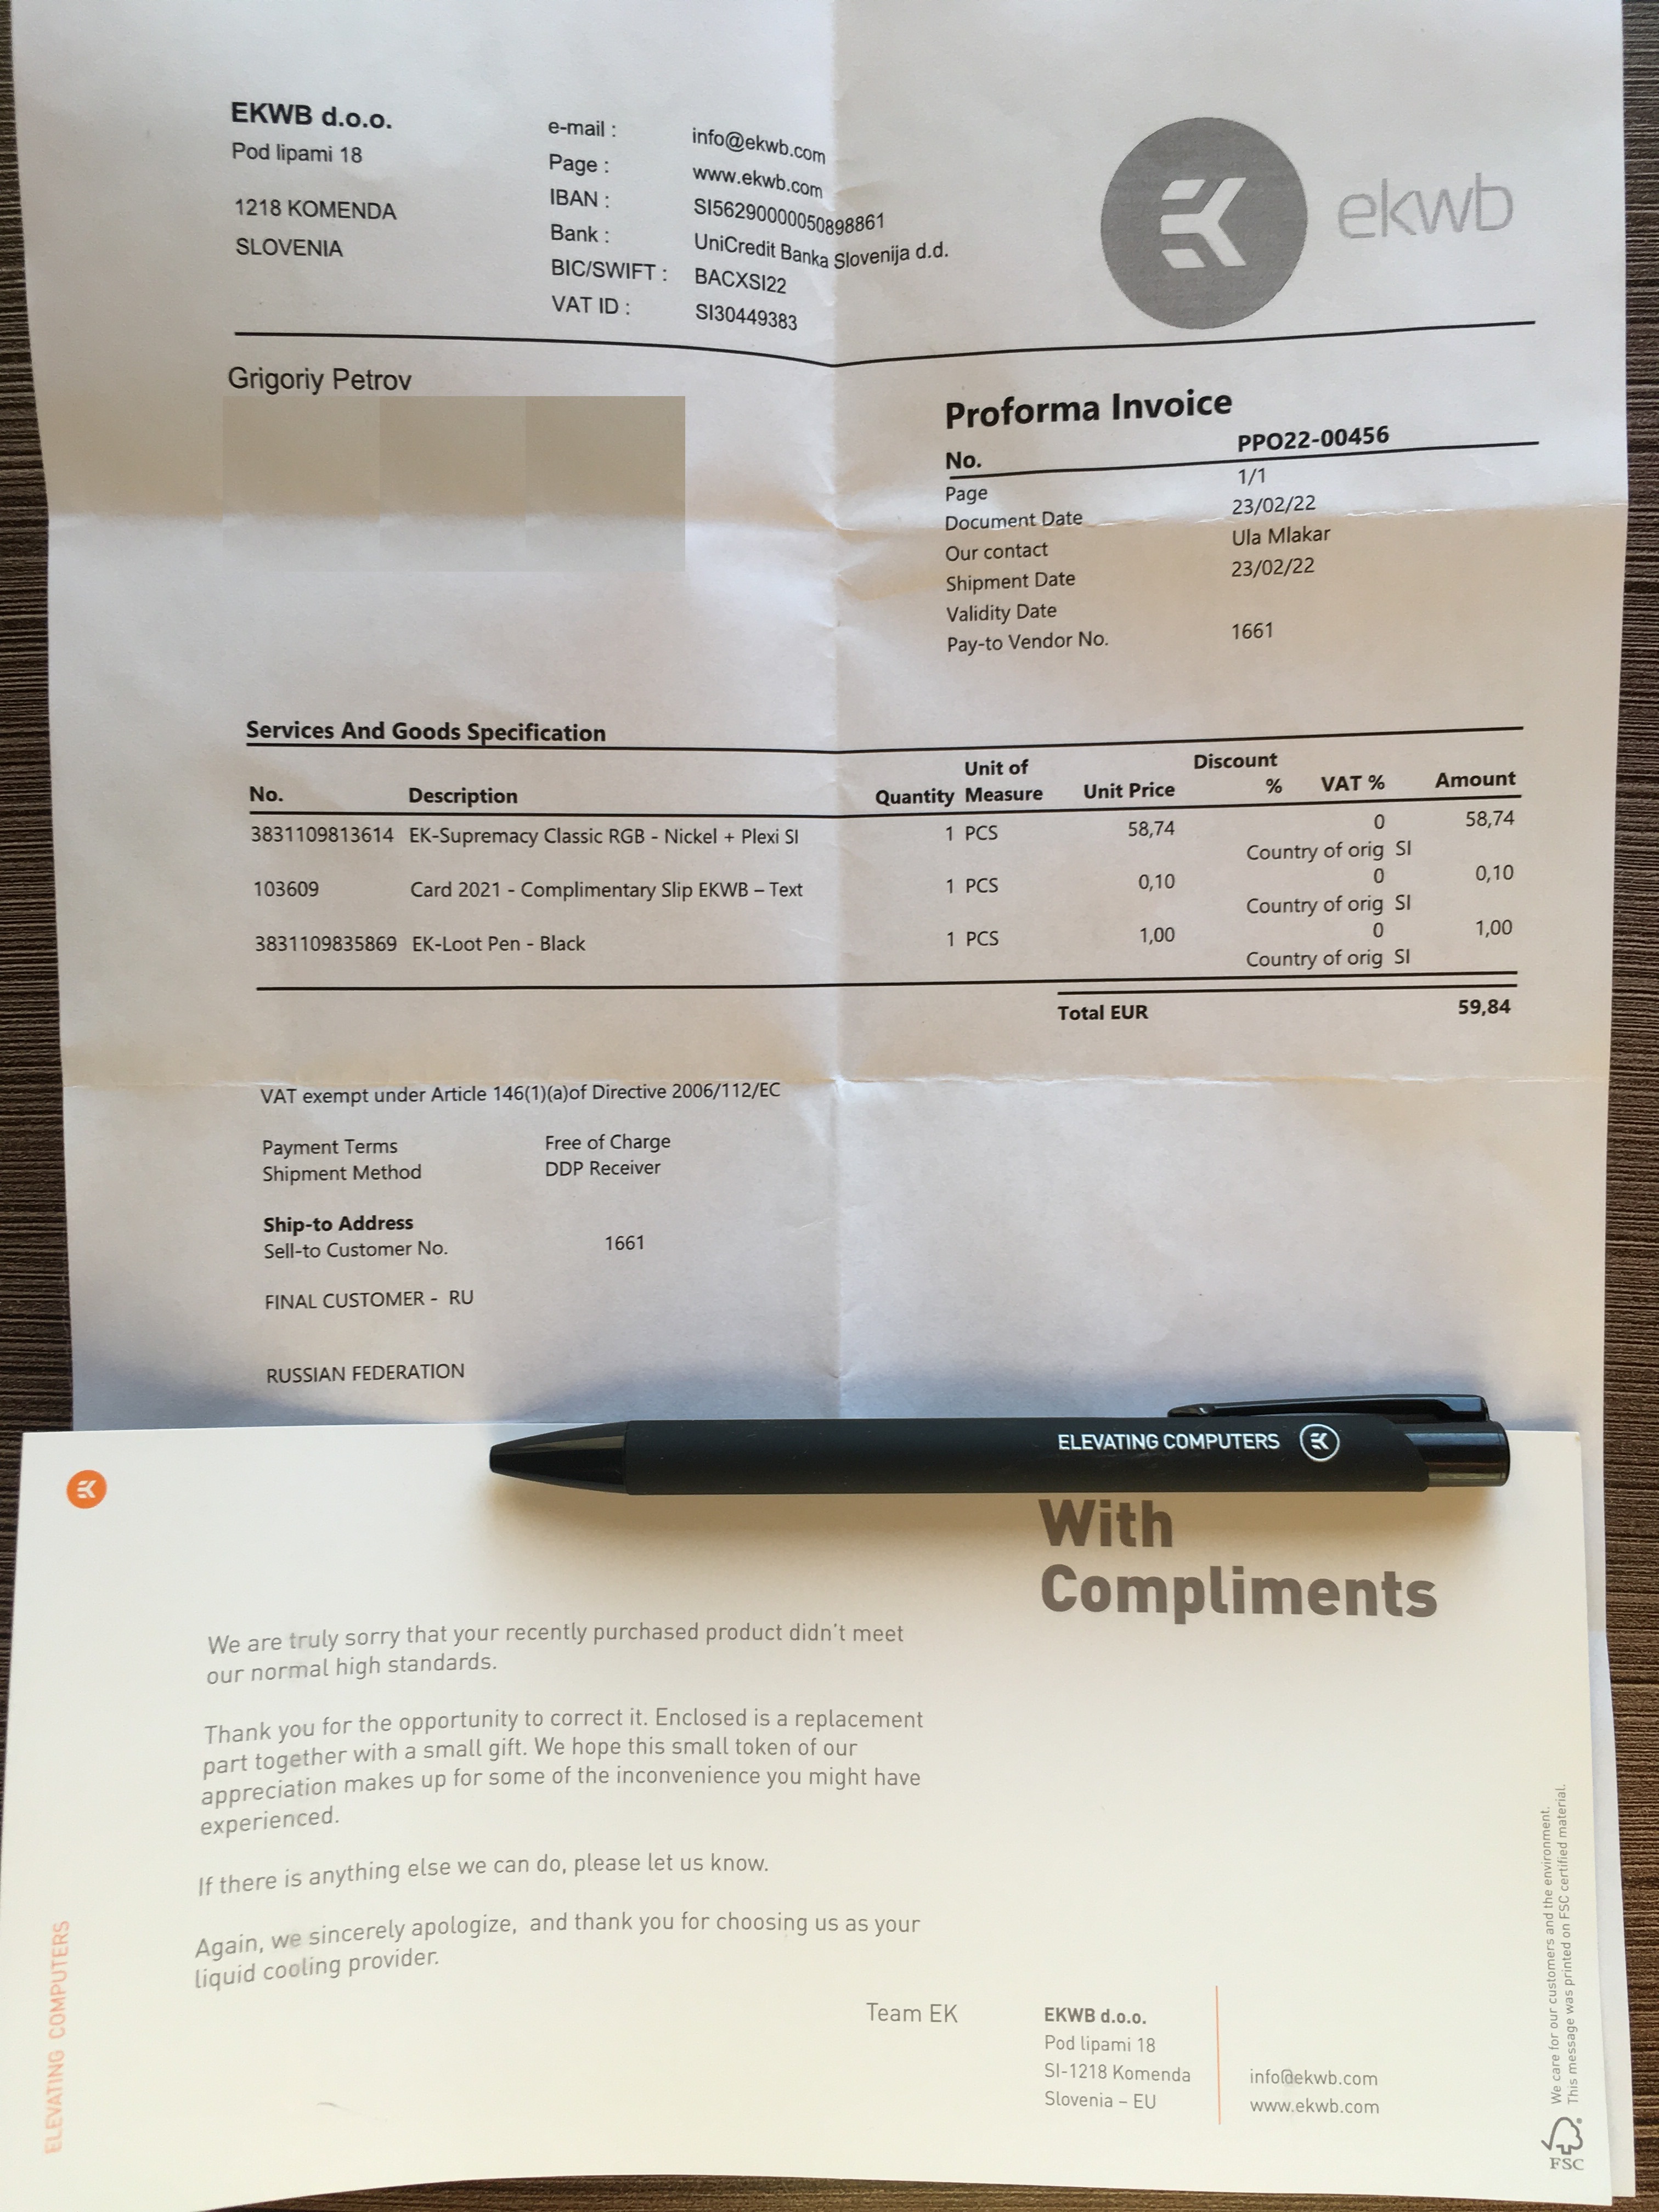 EKWB d.o.o.
Pod lipami 18
1218 KOMENDA
SLOVENIA
e-mail : info@ekwb.com
Page : www.ekwb.com
IBAN : SI56290000050898861
Bank : UniCredit Banka Slovenija d.d.
BIC/SWIFT : BACXSI22
VAT ID : SI30449383
ekwb
Grigoriy Petrov
Proforma Invoice
No. PPO22-00456
Page 1/1
Document Date 23/02/22
Our contact Ula Mlakar
Shipment Date 23/02/22
Validity Date
Pay-to Vendor No. 1661
Services And Goods Specification
No. Description Quantity Unit of Measure Unit Price Discount % VAT % Amount
3831109813614 EK-Supremacy Classic RGB - Nickel + Plexi SI 1 PCS 58,74 0 58,74
Country of orig SI
103609 Card 2021 - Complimentary Slip EKWB – Text 1 PCS 0,10 0 0,10
Country of orig SI
3831109835869 EK-Loot Pen - Black 1 PCS 1,00 0 1,00
Country of orig SI
Total EUR 59,84
VAT exempt under Article 146(1)(a)of Directive 2006/112/EC
Payment Terms Free of Charge
Shipment Method DDP Receiver
Ship-to Address
Sell-to Customer No. 1661
FINAL CUSTOMER - RU
RUSSIAN FEDERATION
ELEVATING COMPUTERS
With
Compliments
We are truly sorry that your recently purchased product didn't meet
our normal high standards.
Thank you for the opportunity to correct it. Enclosed is a replacement
part together with a small gift. We hope this small token of our
appreciation makes up for some of the inconvenience you might have
experienced.
If there is anything else we can do, please let us know.
Again, we sincerely apologize, and thank you for choosing us as your
liquid cooling provider.
Team EK
EKWB d.o.o.
Pod lipami 18
SI-1218 Komenda
Slovenia – EU
info@ekwb.com
www.ekwb.com
ELEVATING COMPUTERS
We care for our customers and the environment.
This message was printed on FSC certified material.
FSC